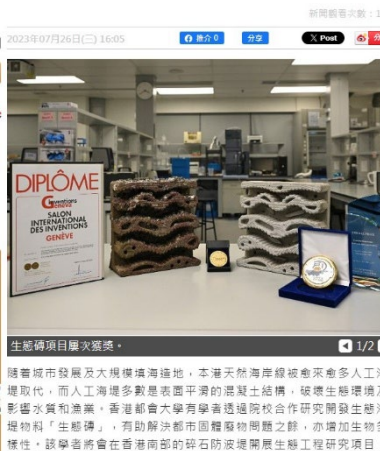 新聞觀看次數：1
2023年07月26日(三) 16:05
推介 0
分享
X Post
DIPLÔME
inventions
SALON
INTERNATIONAL
DES INVENTIONS
GENÈVE
生態磚項目屢次獲獎。
1/2
隨着城市發展及大規模填海造地，本港天然海岸線被愈來愈多人工海
堤取代，而人工海堤多數是表面平滑的混凝土結構，破壞生態環境及
影響水質和漁業。香港都會大學有學者透過院校合作研究開發生態海
堤物料「生態磚」，有助解決都市固體廢物問題之餘，亦增加生物多
樣性。該學者將會在香港南部的碎石防波堤開展生態工程研究項目